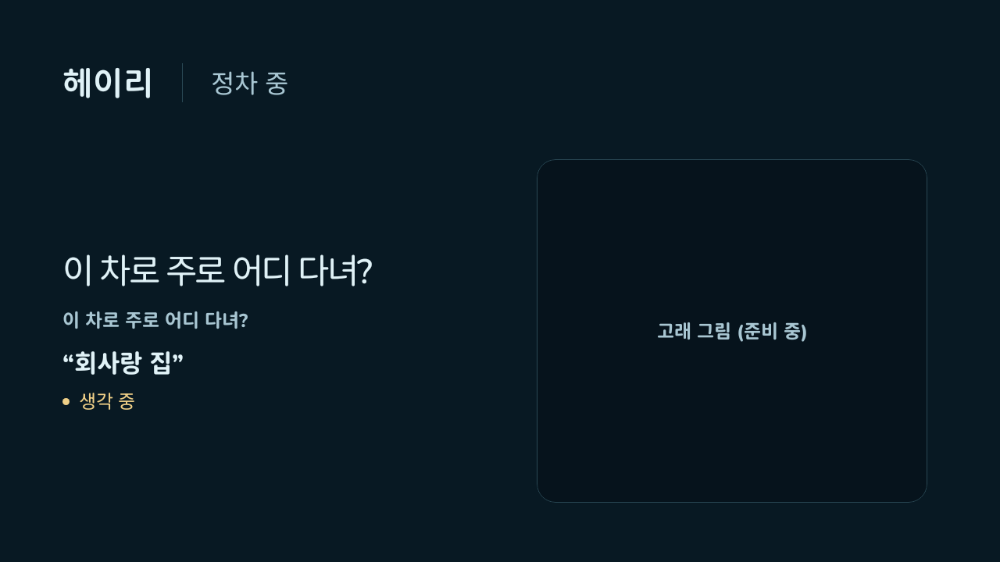 헤이리
정차 중
이 차로 주로 어디 다녀?
이 차로 주로 어디 다녀?
“회사랑 집”
생각 중
고래 그림 (준비 중)